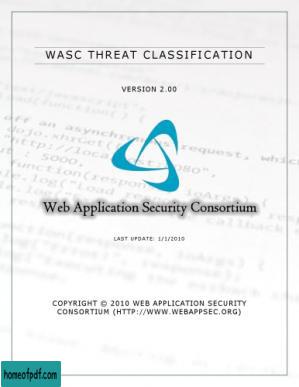 WASC THREAT CLASSIFICATION
VERSION 2.00
Web Application Security Consortium
LAST UPDATE: 1/1/2010
COPYRIGHT © 2010 WEB APPLICATION SECURITY
CONSORTIUM (HTTP://WWW.WEBAPPSEC.ORG)
homeofpdf.com